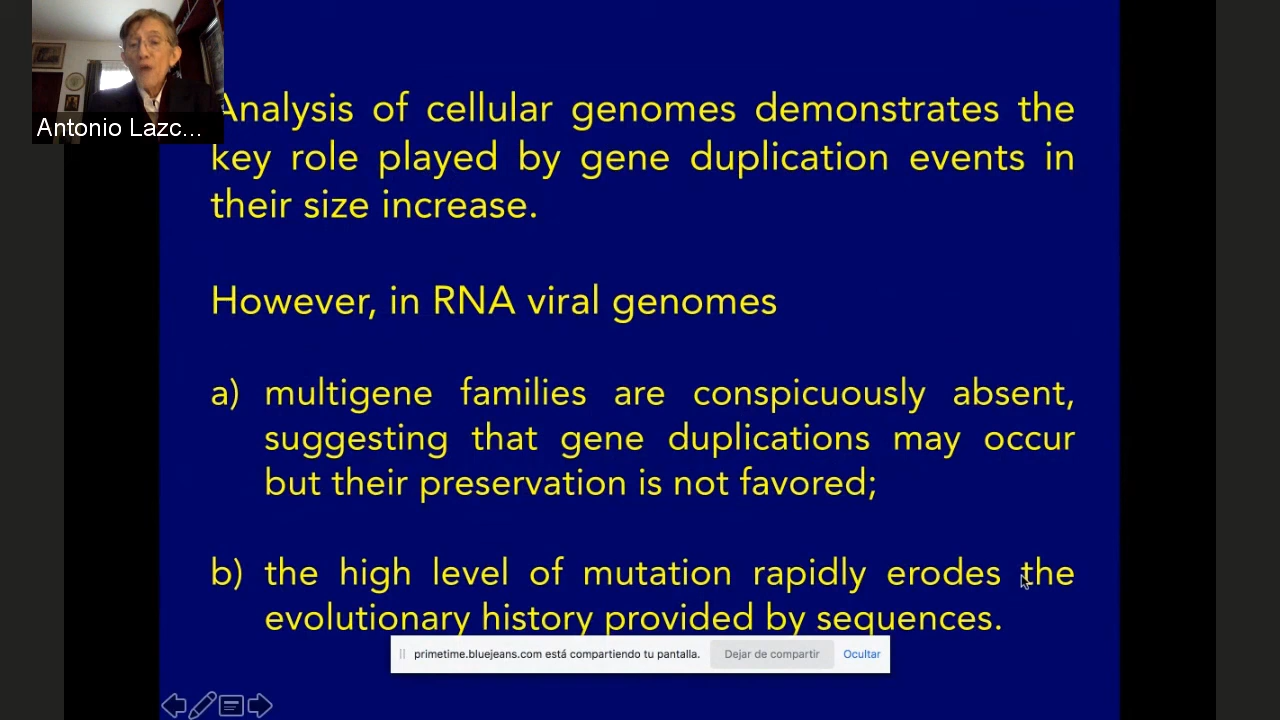 Antonio Lazc...
Analysis of cellular genomes demonstrates the
key role played by gene duplication events in
their size increase.
However, in RNA viral genomes
a) multigene families are conspicuously absent,
suggesting that gene duplications may occur
but their preservation is not favored;
b) the high level of mutation rapidly erodes the
evolutionary history provided by sequences.
primetime.bluejeans.com está compartiendo tu pantalla. Dejar de compartir Ocultar